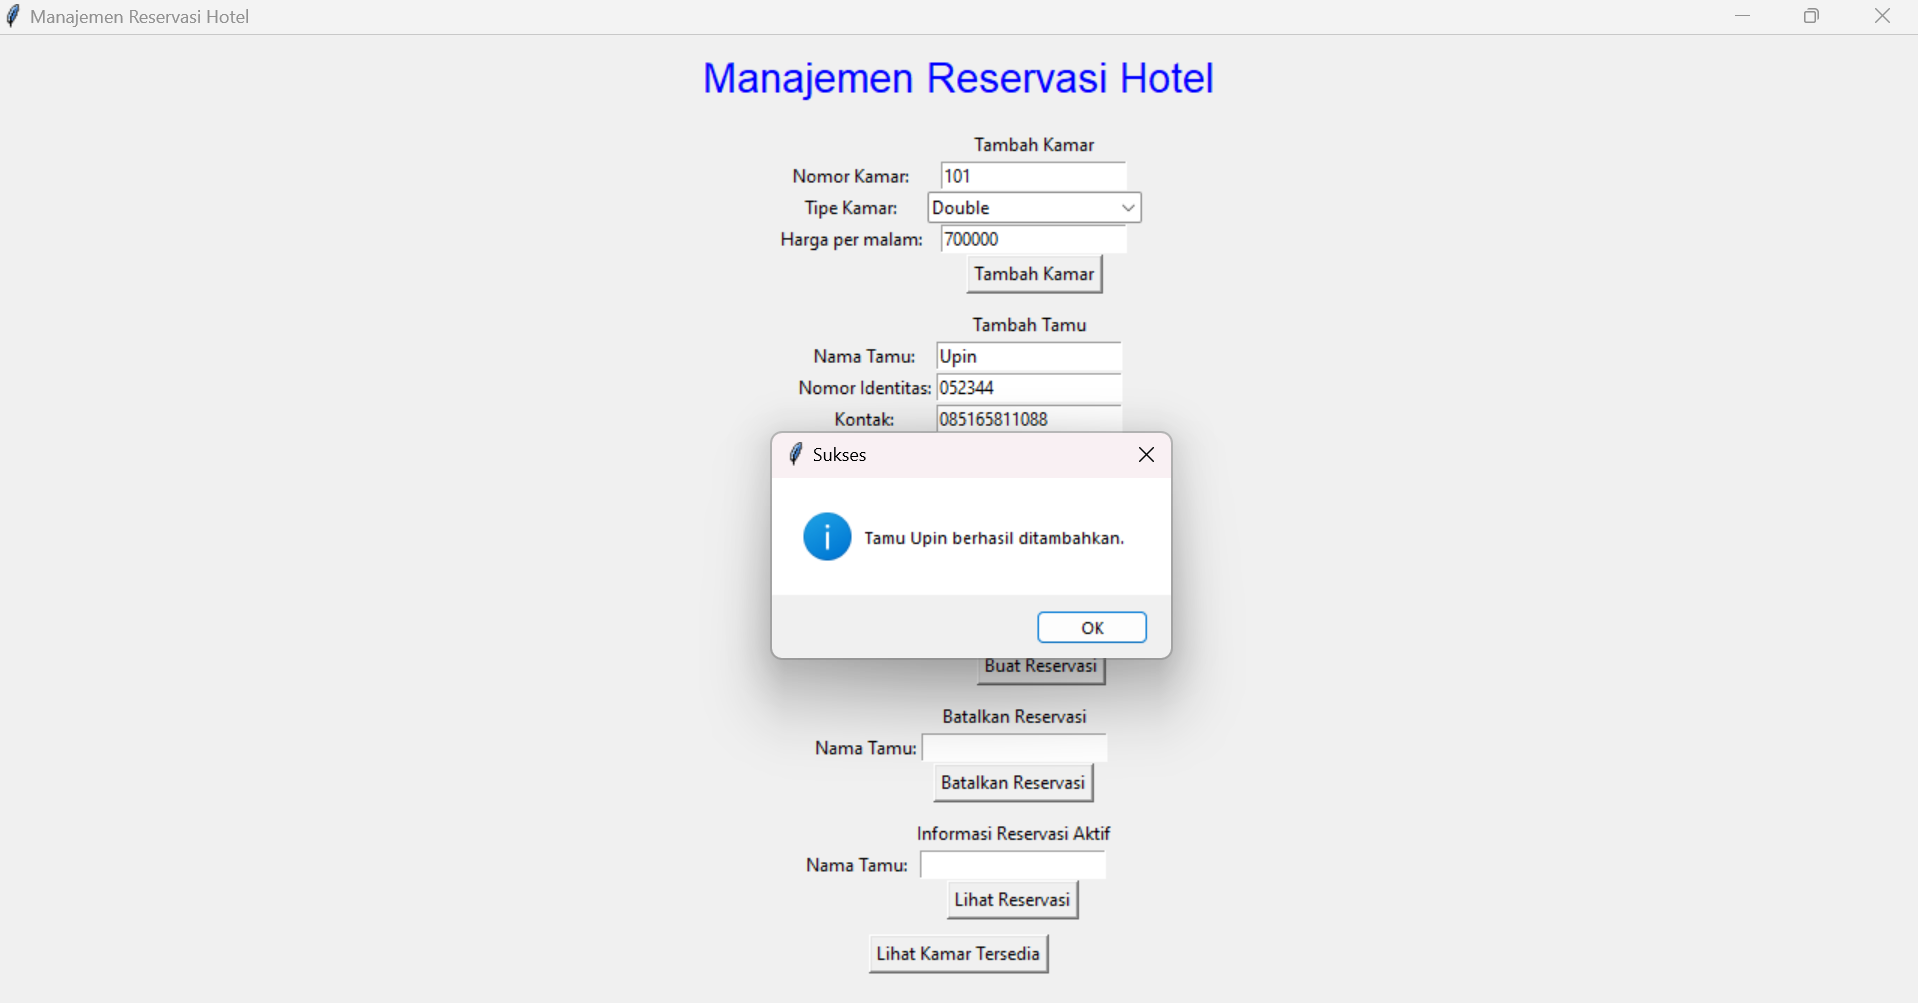 Manajemen Reservasi Hotel
Manajemen Reservasi Hotel
Tambah Kamar
Nomor Kamar: 101
Tipe Kamar: Double
Harga per malam: 700000
Tambah Kamar
Tambah Tamu
Nama Tamu: Upin
Nomor Identitas: 052344
Kontak: 085165811088
Sukses
Tamu Upin berhasil ditambahkan.
OK
Buat Reservasi
Batalkan Reservasi
Nama Tamu:
Batalkan Reservasi
Informasi Reservasi Aktif
Nama Tamu:
Lihat Reservasi
Lihat Kamar Tersedia